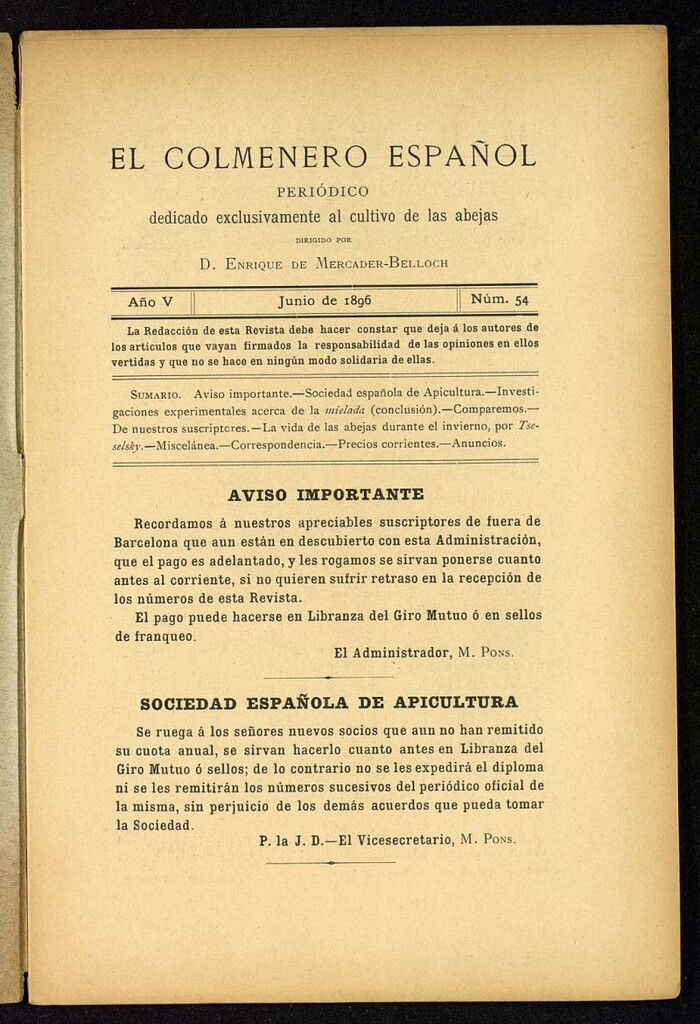 EL COLMENERO ESPAÑOL
PERIÓDICO
dedicado exclusivamente al cultivo de las abejas
DIRIGIDO POR
D. ENRIQUE DE MERCADER-BELLOCH
Año V Junio de 1896 Núm. 54
La Redacción de esta Revista debe hacer constar que deja á los autores de
los artículos que vayan firmados la responsabilidad de las opiniones en ellos
vertidas y que no se hace en ningún modo solidaria de ellas.
SUMARIO. Aviso importante.—Sociedad española de Apicultura.—Investi-
gaciones experimentales acerca de la mielada (conclusión).—Comparemos.—
De nuestros suscriptores.—La vida de las abejas durante el invierno, por Tse-
selsky.—Miscelánea.—Correspondencia.—Precios corrientes.—Anuncios.
AVISO IMPORTANTE
Recordamos á nuestros apreciables suscriptores de fuera de
Barcelona que aun están en descubierto con esta Administración,
que el pago es adelantado, y les rogamos se sirvan ponerse cuanto
antes al corriente, si no quieren sufrir retraso en la recepción de
los números de esta Revista.
El pago puede hacerse en Libranza del Giro Mutuo ó en sellos
de franqueo.
El Administrador, M. PONS.
SOCIEDAD ESPAÑOLA DE APICULTURA
Se ruega á los señores nuevos socios que aun no han remitido
su cuota anual, se sirvan hacerlo cuanto antes en Libranza del
Giro Mutuo ó sellos; de lo contrario no se les expedirá el diploma
ni se les remitirán los números sucesivos del periódico oficial de
la misma, sin perjuicio de los demás acuerdos que pueda tomar
la Sociedad.
P. la J. D.—El Vicesecretario, M. PONS.